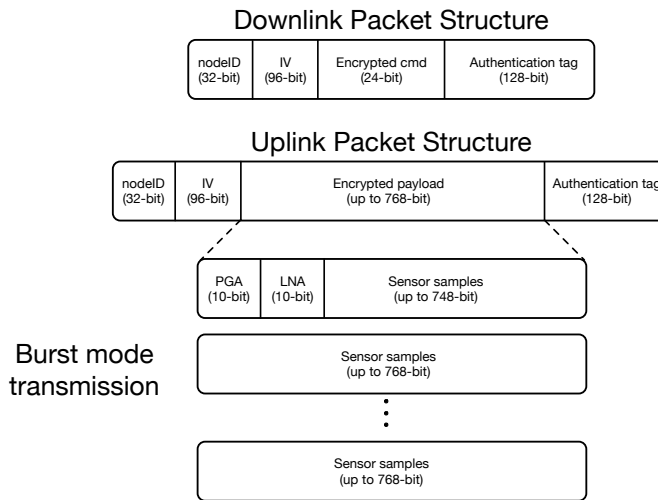 Downlink Packet Structure
nodeID
(32-bit)
IV
(96-bit)
Encrypted cmd
(24-bit)
Authentication tag
(128-bit)
Uplink Packet Structure
nodeID
(32-bit)
IV
(96-bit)
Encrypted payload
(up to 768-bit)
Authentication tag
(128-bit)
PGA
(10-bit)
LNA
(10-bit)
Sensor samples
(up to 748-bit)
Burst mode
transmission
Sensor samples
(up to 768-bit)
Sensor samples
(up to 768-bit)